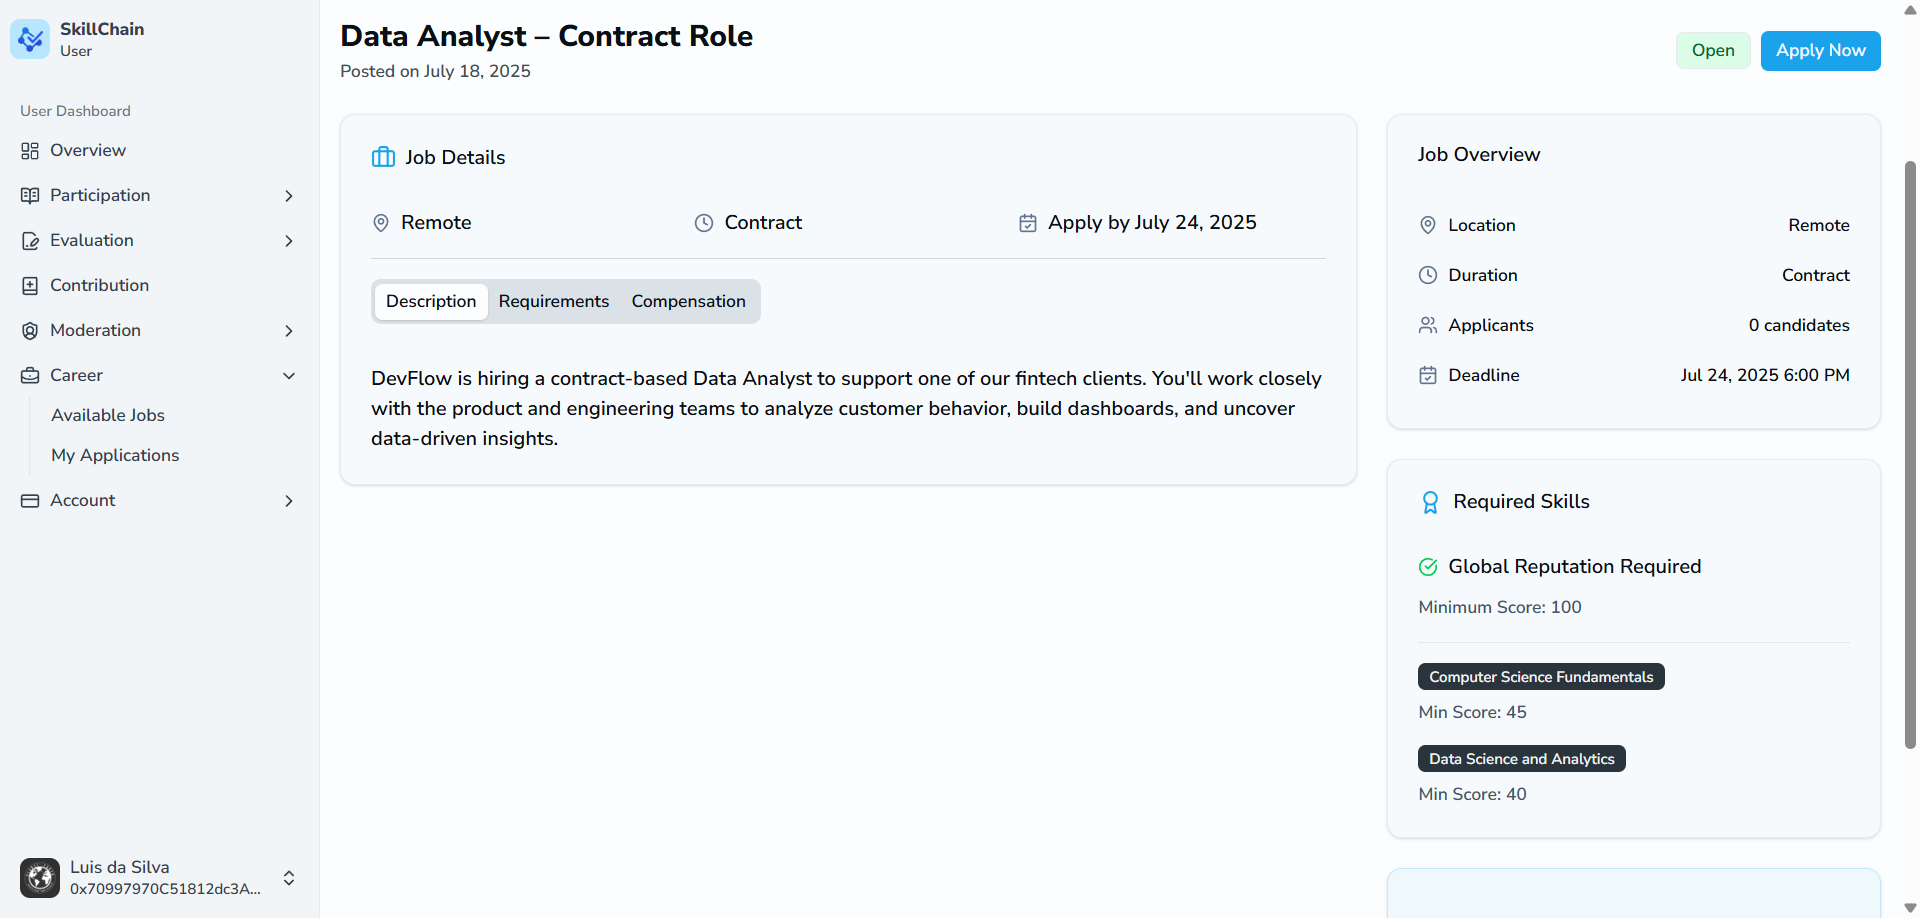 SkillChain
User
User Dashboard
Overview
Participation
Evaluation
Contribution
Moderation
Career
Available Jobs
My Applications
Account
Luis da Silva
0x70997970C51812dc3A...
Data Analyst – Contract Role
Posted on July 18, 2025
Open
Apply Now
Job Details
Remote
Contract
Apply by July 24, 2025
Description
Requirements
Compensation
DevFlow is hiring a contract-based Data Analyst to support one of our fintech clients. You'll work closely
with the product and engineering teams to analyze customer behavior, build dashboards, and uncover
data-driven insights.
Job Overview
Location Remote
Duration Contract
Applicants 0 candidates
Deadline Jul 24, 2025 6:00 PM
Required Skills
Global Reputation Required
Minimum Score: 100
Computer Science Fundamentals
Min Score: 45
Data Science and Analytics
Min Score: 40